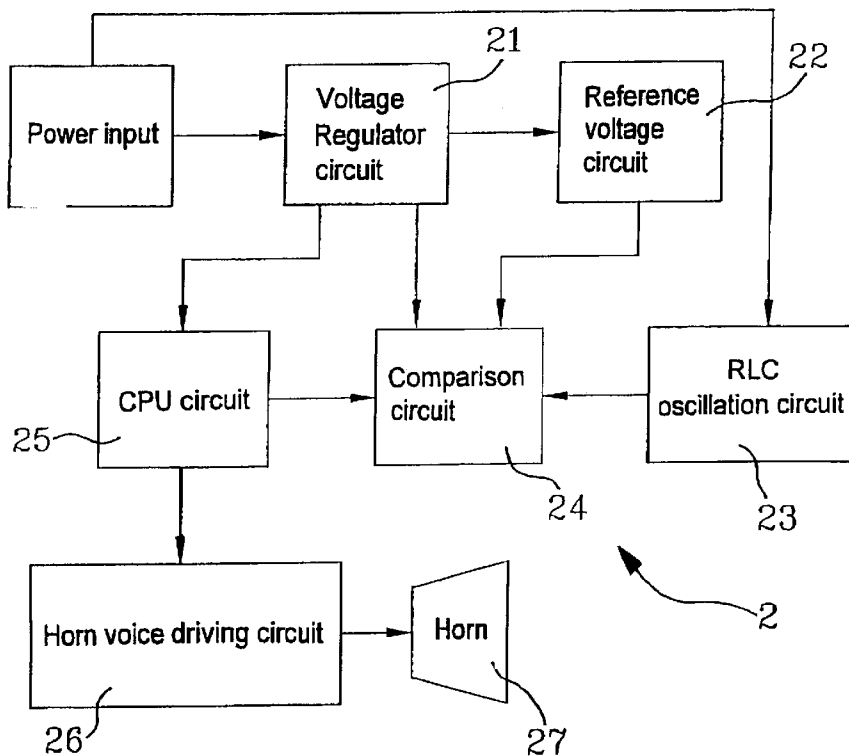 21
22
Power input
Voltage
Regulator
circuit
Reference
voltage
circuit
CPU circuit
Comparison
circuit
RLC
oscillation circuit
25
24
23
2
Horn voice driving circuit
Horn
26
27